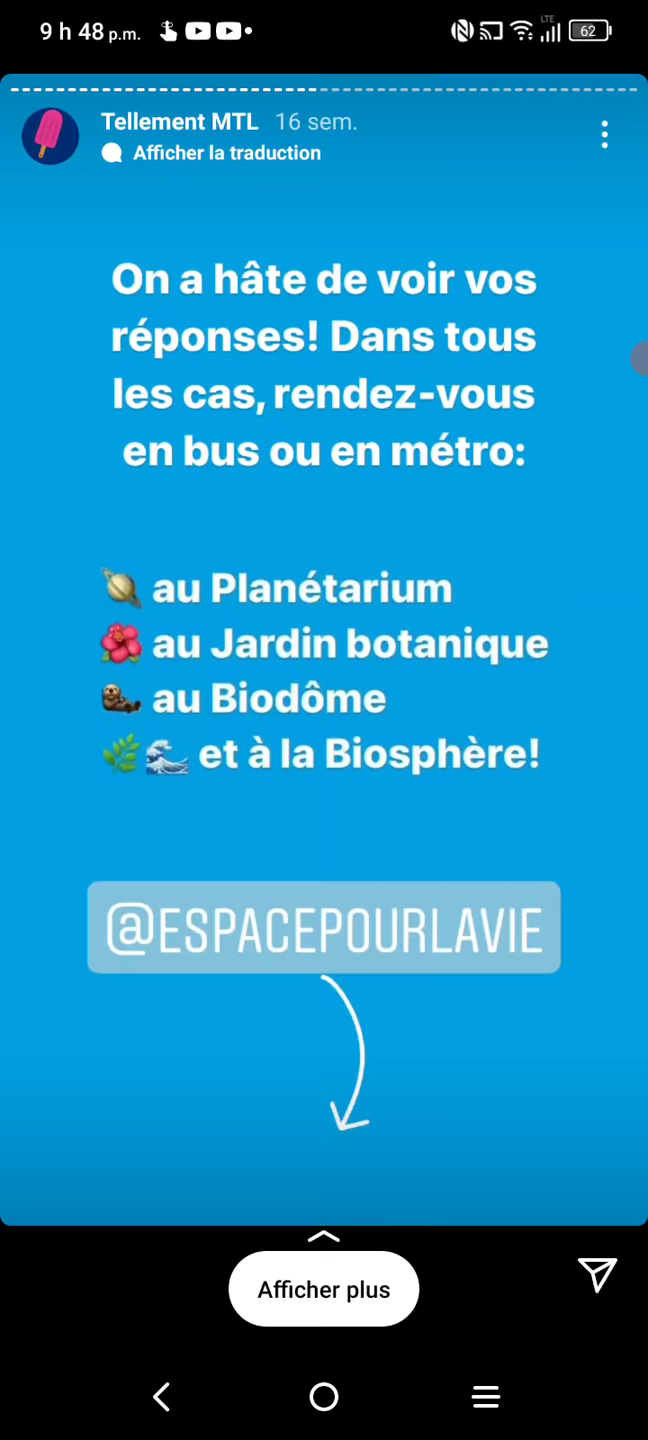 9 h 48 p.m.
LTE
62
Tellement MTL 16 sem.
Afficher la traduction
On a hâte de voir vos
réponses! Dans tous
les cas, rendez-vous
en bus ou en métro:
🪐 au Planétarium
🌺 au Jardin botanique
🦦 au Biodôme
🌿🌊 et à la Biosphère!
@ESPACEPOURLAVIE
Afficher plus